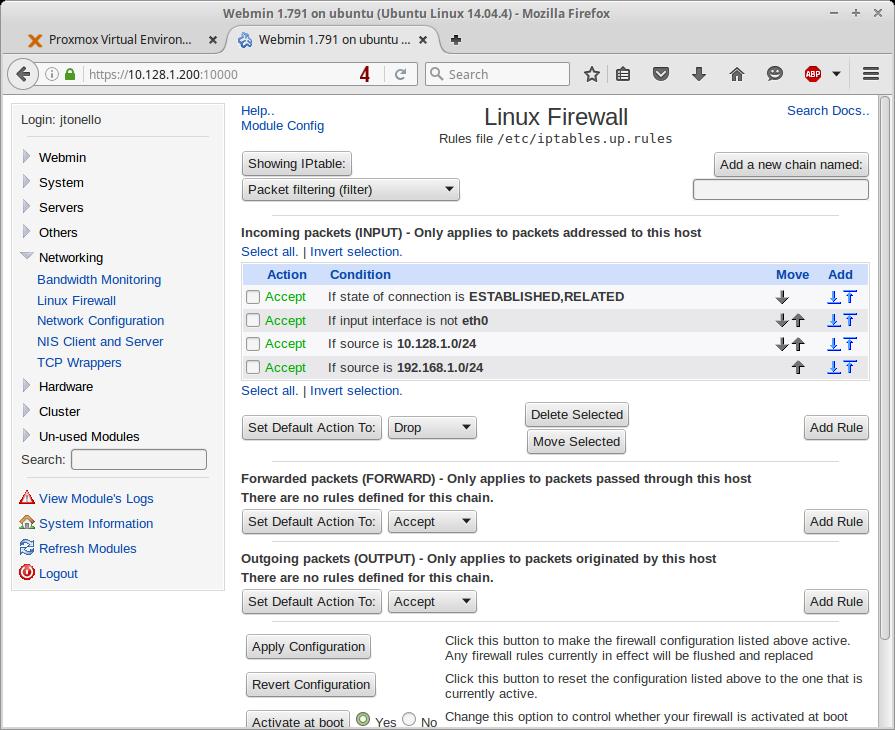 Webmin 1.791 on ubuntu (Ubuntu Linux 14.04.4) - Mozilla Firefox
Proxmox Virtual Environ... Webmin 1.791 on ubuntu ...
https://10.128.1.200:10000 4 Search ABP
Login: jtonello
Webmin
System
Servers
Others
Networking
Bandwidth Monitoring
Linux Firewall
Network Configuration
NIS Client and Server
TCP Wrappers
Hardware
Cluster
Un-used Modules
Search:
View Module's Logs
System Information
Refresh Modules
Logout
Help..
Module Config
Linux Firewall
Rules file /etc/iptables.up.rules
Search Docs..
Showing IPtable:
Packet filtering (filter)
Add a new chain named:
Incoming packets (INPUT) - Only applies to packets addressed to this host
Select all. | Invert selection.
Action Condition Move Add
Accept If state of connection is ESTABLISHED,RELATED
Accept If input interface is not eth0
Accept If source is 10.128.1.0/24
Accept If source is 192.168.1.0/24
Select all. | Invert selection.
Set Default Action To: Drop
Delete Selected
Move Selected
Add Rule
Forwarded packets (FORWARD) - Only applies to packets passed through this host
There are no rules defined for this chain.
Set Default Action To: Accept Add Rule
Outgoing packets (OUTPUT) - Only applies to packets originated by this host
There are no rules defined for this chain.
Set Default Action To: Accept Add Rule
Apply Configuration
Click this button to make the firewall configuration listed above active.
Any firewall rules currently in effect will be flushed and replaced
Revert Configuration
Click this button to reset the configuration listed above to the one that is
currently active.
Activate at boot Yes No
Change this option to control whether your firewall is activated at boot